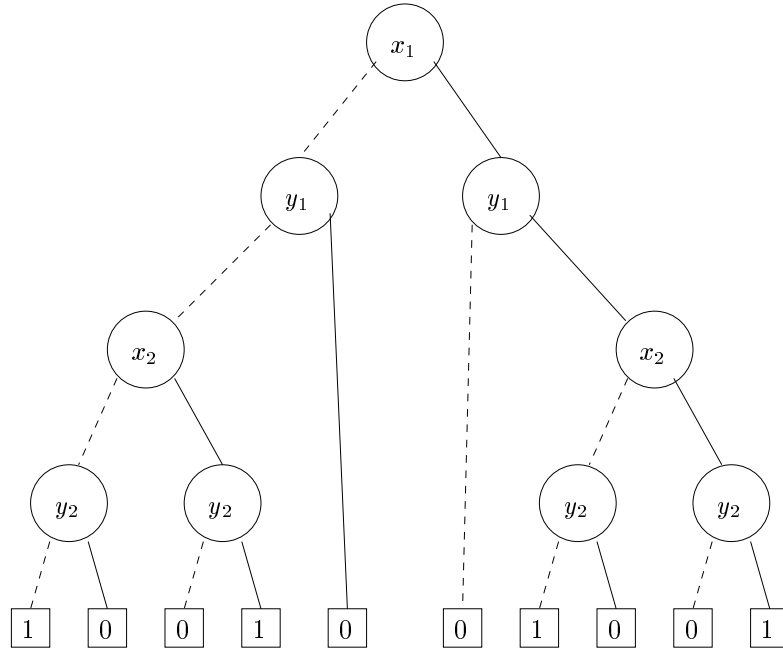 x₁
y₁ y₁
x₂ x₂
y₂ y₂ y₂ y₂
1 0 0 1 0 0 1 0 0 1